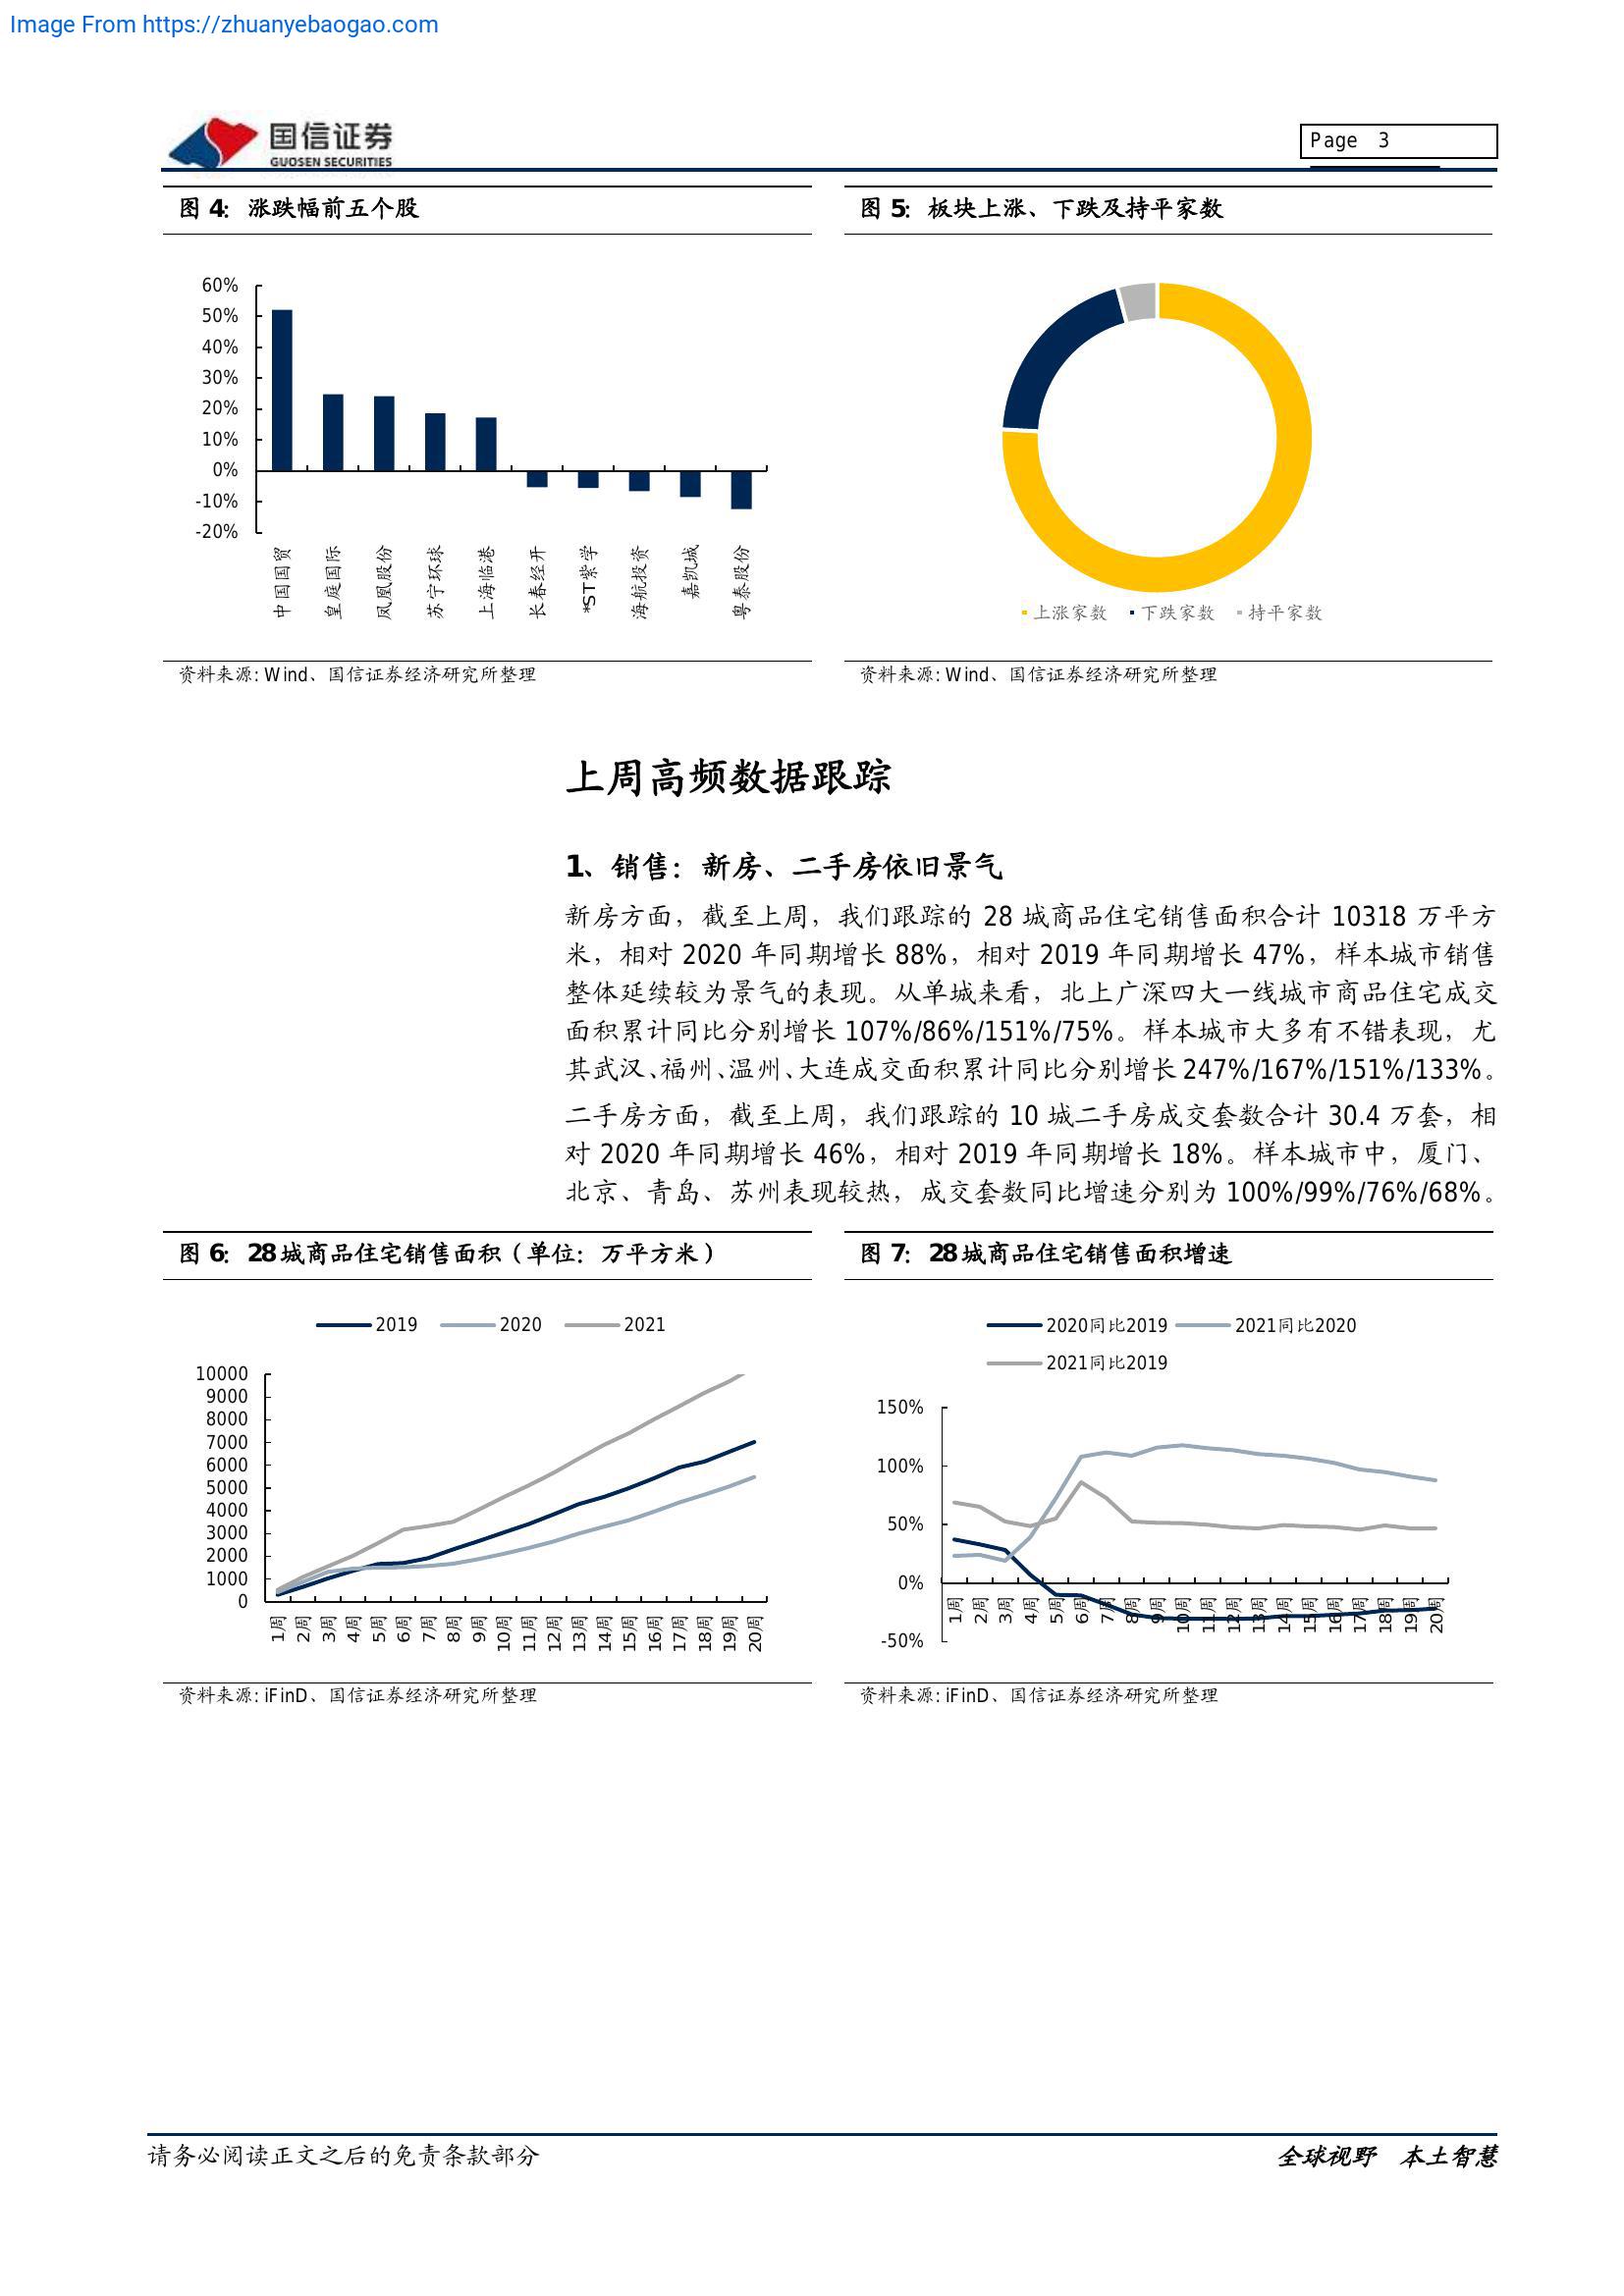 Image From https://zhuanyebaogao.com
国信证券
GUOSEN SECURITIES
Page 3
图 4: 涨跌幅前五个股
图 5: 板块上涨、下跌及持平家数
60%
50%
40%
30%
20%
10%
0%
-10%
-20%
中国国贸
皇庭国际
凤凰股份
苏宁环球
上海临港
长春经开
*ST紫学
海航投资
嘉凯城
粤泰股份
上涨家数 下跌家数 持平家数
资料来源: Wind、国信证券经济研究所整理
资料来源: Wind、国信证券经济研究所整理
上周高频数据跟踪
1、销售：新房、二手房依旧景气
新房方面，截至上周，我们跟踪的 28 城商品住宅销售面积合计 10318 万平方
米，相对 2020 年同期增长 88%，相对 2019 年同期增长 47%，样本城市销售
整体延续较为景气的表现。从单城来看，北上广深四大一线城市商品住宅成交
面积累计同比分别增长 107%/86%/151%/75%。样本城市大多有不错表现，尤
其武汉、福州、温州、大连成交面积累计同比分别增长 247%/167%/151%/133%。
二手房方面，截至上周，我们跟踪的 10 城二手房成交套数合计 30.4 万套，相
对 2020 年同期增长 46%，相对 2019 年同期增长 18%。样本城市中，厦门、
北京、青岛、苏州表现较热，成交套数同比增速分别为 100%/99%/76%/68%。
图 6: 28 城商品住宅销售面积（单位：万平方米）
图 7: 28 城商品住宅销售面积增速
2019 2020 2021
10000
9000
8000
7000
6000
5000
4000
3000
2000
1000
0
1周 2周 3周 4周 5周 6周 7周 8周 9周 10周 11周 12周 13周 14周 15周 16周 17周 18周 19周 20周
2020同比2019 2021同比2020
2021同比2019
150%
100%
50%
0%
-50%
1周 2周 3周 4周 5周 6周 7周 8周 9周 10周 11周 12周 13周 14周 15周 16周 17周 18周 19周 20周
资料来源: iFinD、国信证券经济研究所整理
资料来源: iFinD、国信证券经济研究所整理
请务必阅读正文之后的免责条款部分
全球视野 本土智慧